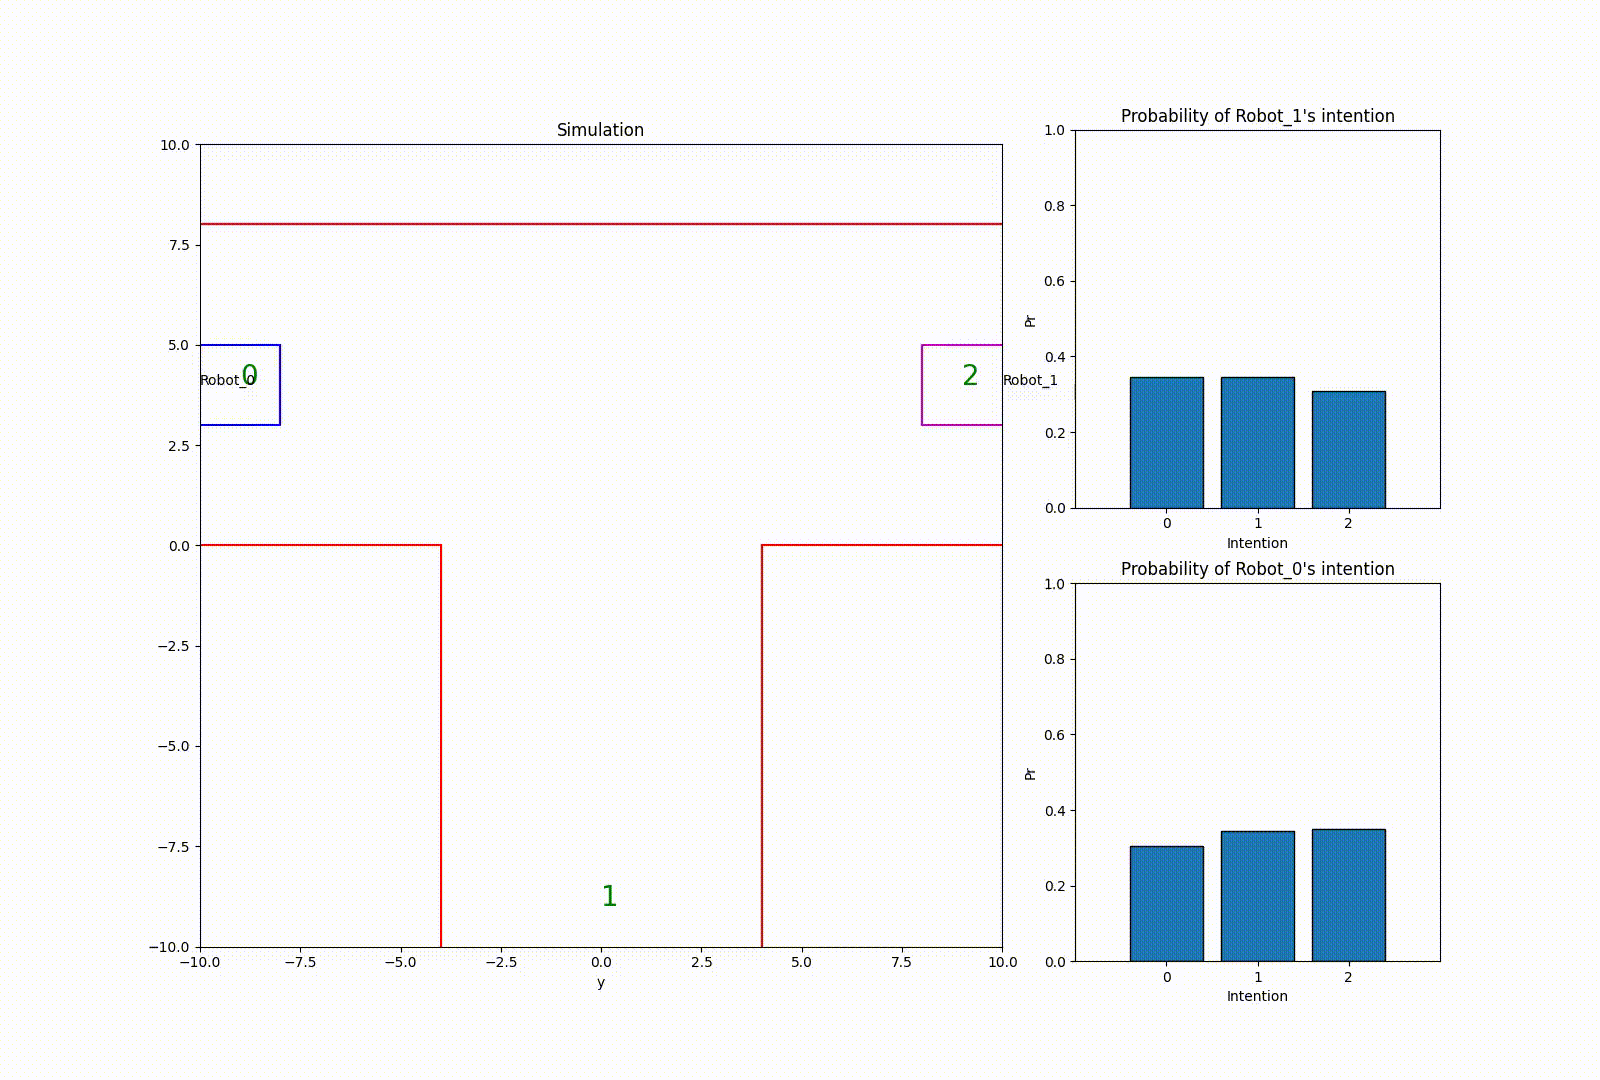 Simulation
10.0
7.5
5.0
2.5
0.0
−2.5
−5.0
−7.5
−10.0
Robot_0
0
2
Robot_1
1
−10.0 −7.5 −5.0 −2.5 0.0 2.5 5.0 7.5 10.0
y
Probability of Robot_1's intention
1.0
0.8
0.6
0.4
0.2
0.0
Pr
0 1 2
Intention
Probability of Robot_0's intention
1.0
0.8
0.6
0.4
0.2
0.0
Pr
0 1 2
Intention